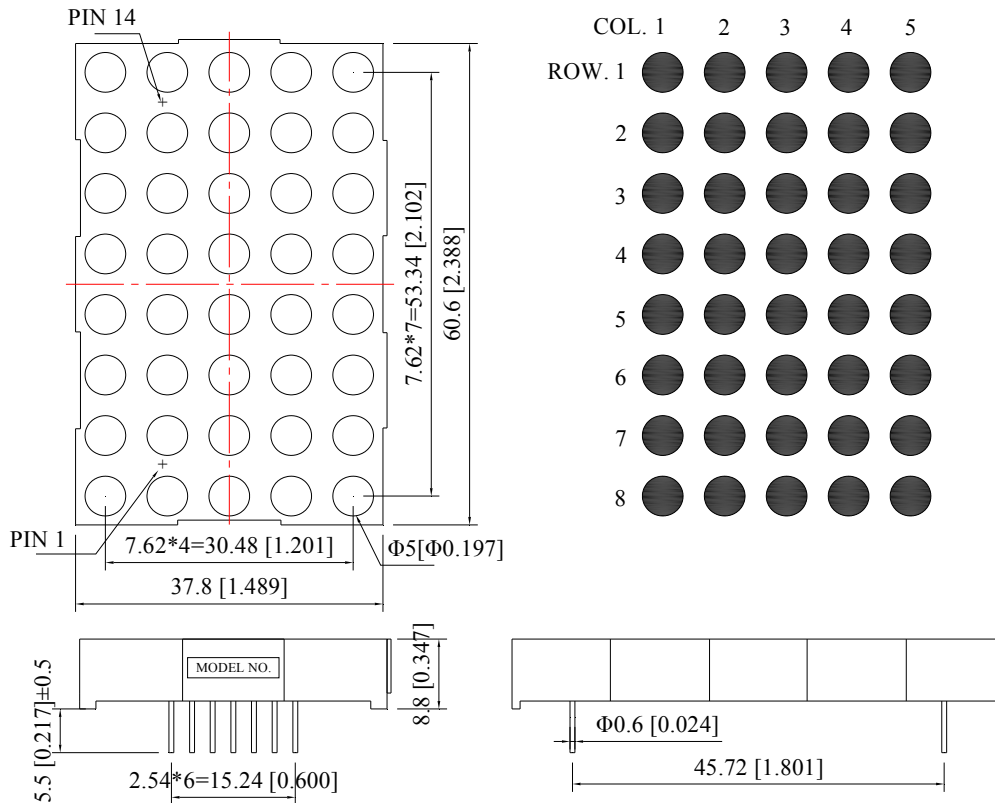 PIN 14
COL. 1 2 3 4 5
ROW. 1
2
3
4
5
6
7
8
7.62*7=53.34 [2.102]
60.6 [2.388]
PIN 1
7.62*4=30.48 [1.201]
Φ5[Φ0.197]
37.8 [1.489]
MODEL NO.
5.5 [0.217]±0.5
8.8 [0.347]
2.54*6=15.24 [0.600]
Φ0.6 [0.024]
45.72 [1.801]